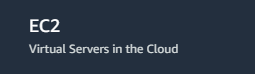 EC2
Virtual Servers in the Cloud